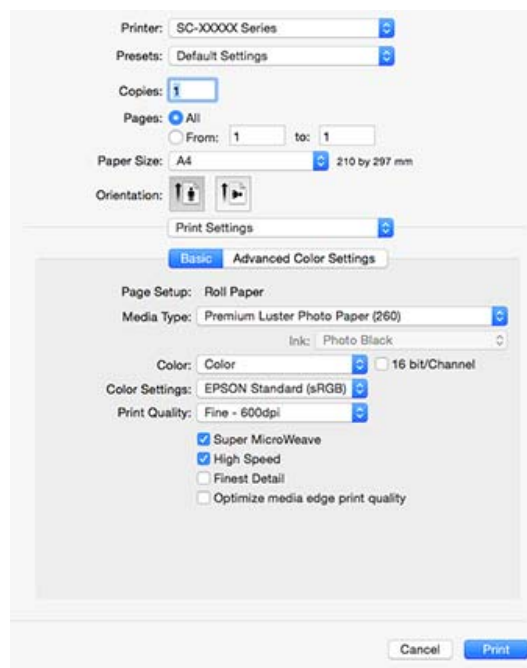 Printer: SC-XXXXX Series
Presets: Default Settings
Copies: 1
Pages: All
From: 1 to: 1
Paper Size: A4 210 by 297 mm
Orientation:
Print Settings
Basic Advanced Color Settings
Page Setup: Roll Paper
Media Type: Premium Luster Photo Paper (260)
Ink: Photo Black
Color: Color 16 bit/Channel
Color Settings: EPSON Standard (sRGB)
Print Quality: Fine - 600dpi
Super MicroWeave
High Speed
Finest Detail
Optimize media edge print quality
Cancel Print